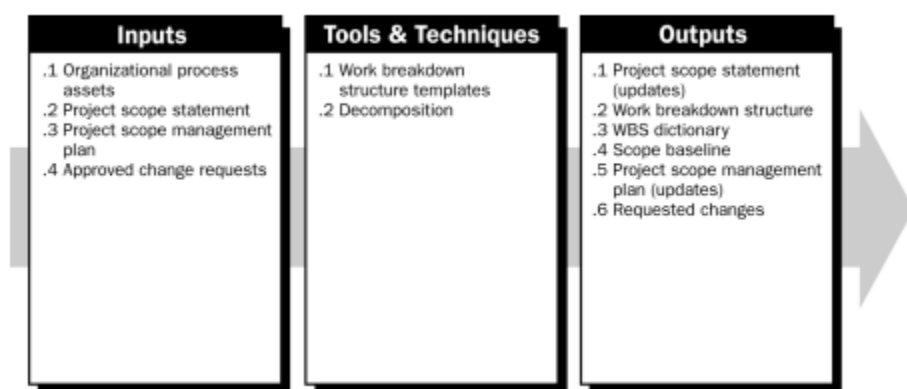 Inputs
.1 Organizational process
assets
.2 Project scope statement
.3 Project scope management
plan
.4 Approved change requests
Tools & Techniques
.1 Work breakdown
structure templates
.2 Decomposition
Outputs
.1 Project scope statement
(updates)
.2 Work breakdown structure
.3 WBS dictionary
.4 Scope baseline
.5 Project scope management
plan (updates)
.6 Requested changes